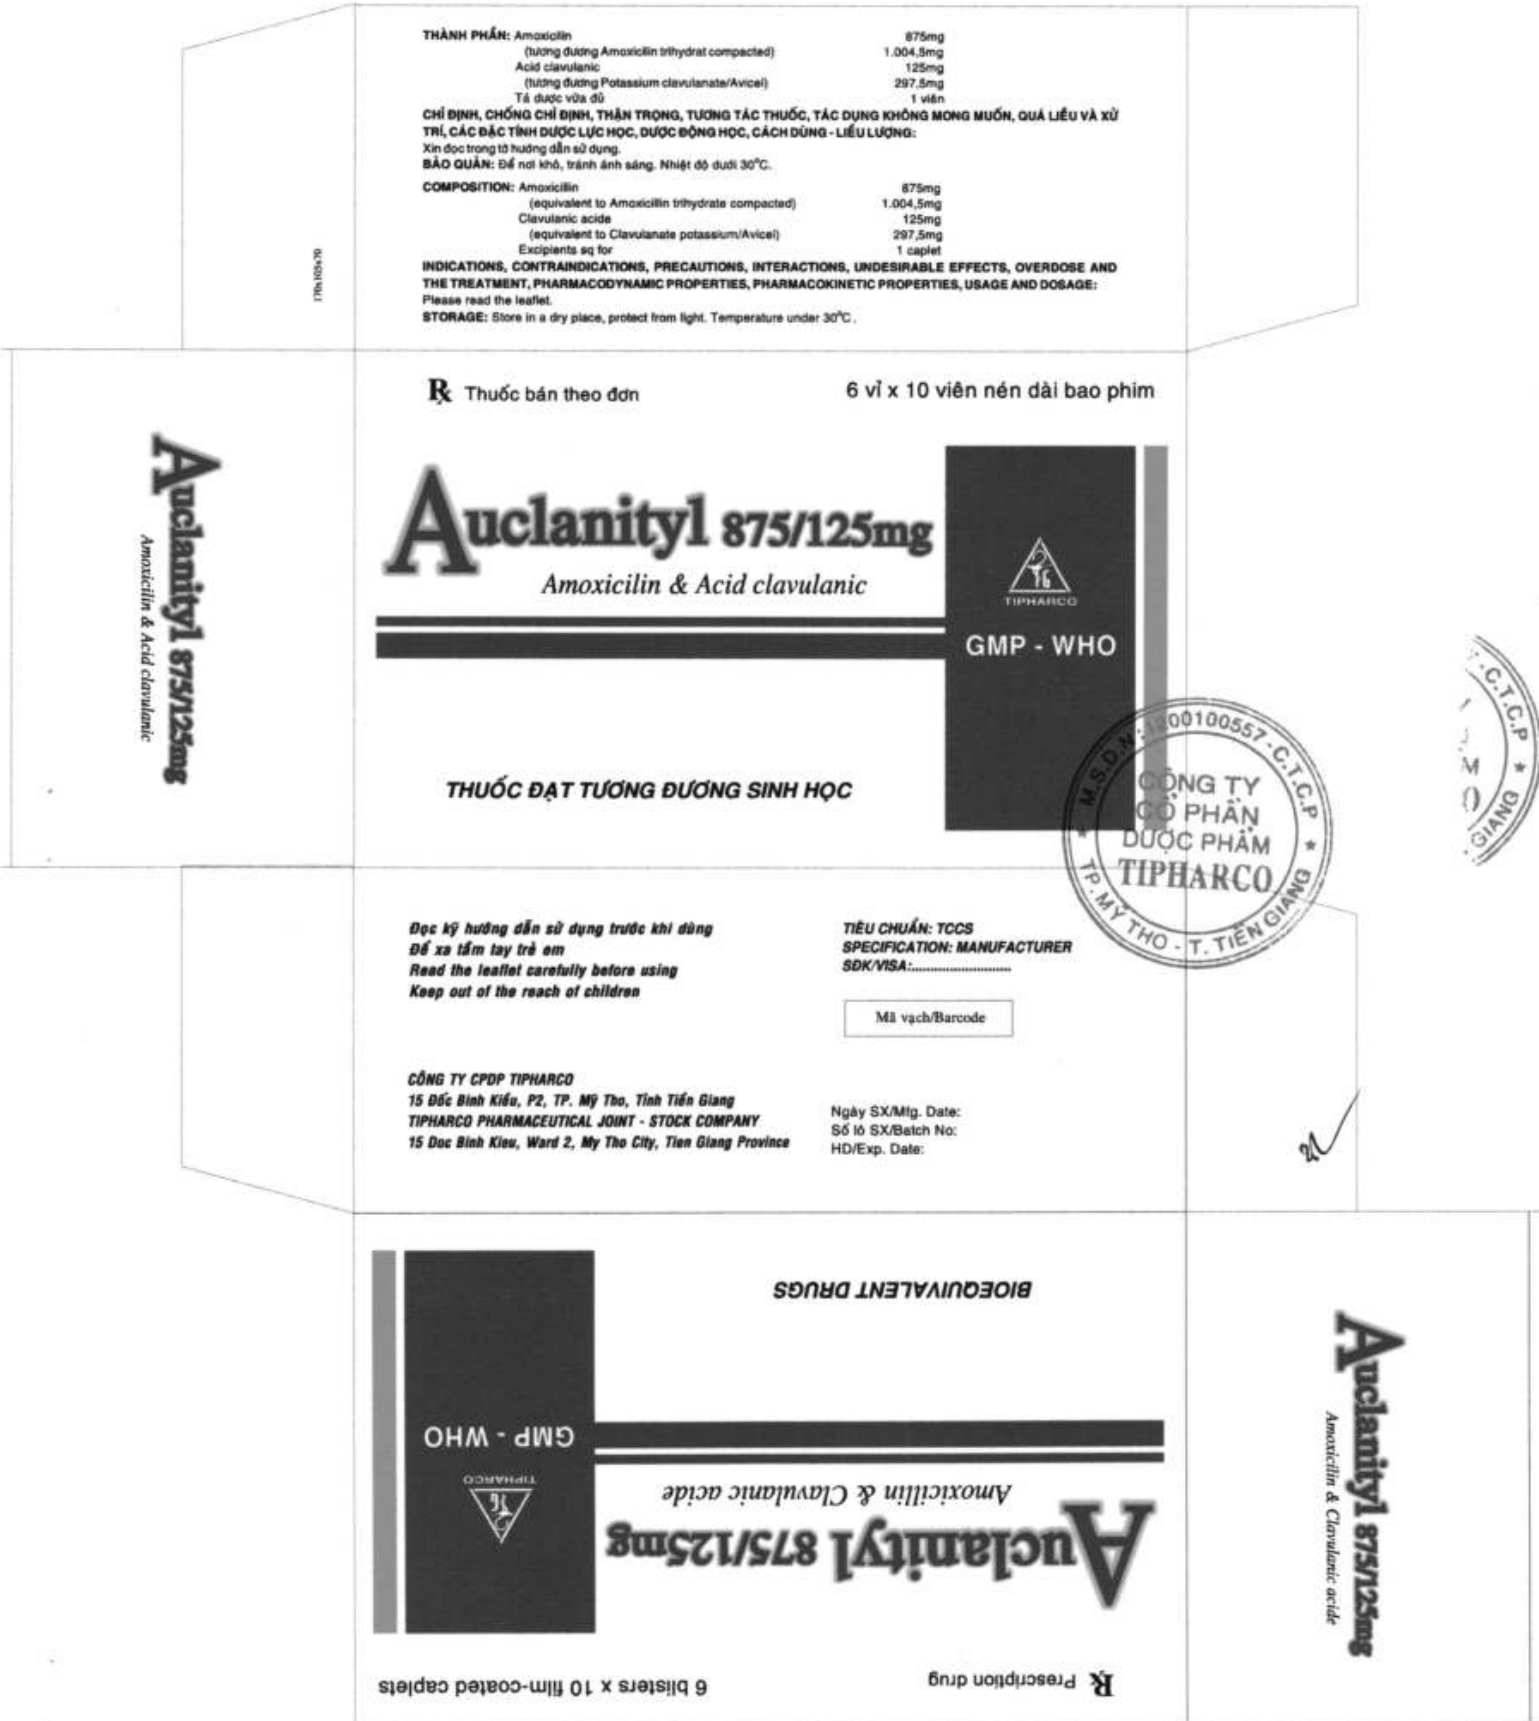 THÀNH PHẦN: Amoxicilin 875mg
(tương đương Amoxicilin trihydrat compacted) 1.004,5mg
Acid clavulanic 125mg
(tương đương Potassium clavulanate/Avicel) 297,5mg
Tá dược vừa đủ 1 viên
CHỈ ĐỊNH, CHỐNG CHỈ ĐỊNH, THẬN TRỌNG, TƯƠNG TÁC THUỐC, TÁC DỤNG KHÔNG MONG MUỐN, QUÁ LIỀU VÀ XỬ
TRÍ, CÁC ĐẶC TÍNH DƯỢC LỰC HỌC, DƯỢC ĐỘNG HỌC, CÁCH DÙNG - LIỀU LƯỢNG:
Xin đọc trong tờ hướng dẫn sử dụng.
BẢO QUẢN: Để nơi khô, tránh ánh sáng. Nhiệt độ dưới 30°C.
COMPOSITION: Amoxicillin 875mg
(equivalent to Amoxicillin trihydrate compacted) 1.004,5mg
Clavulanic acide 125mg
(equivalent to Clavulanate potassium/Avicel) 297,5mg
Excipients sq for 1 caplet
INDICATIONS, CONTRAINDICATIONS, PRECAUTIONS, INTERACTIONS, UNDESIRABLE EFFECTS, OVERDOSE AND
THE TREATMENT, PHARMACODYNAMIC PROPERTIES, PHARMACOKINETIC PROPERTIES, USAGE AND DOSAGE:
Please read the leaflet.
STORAGE: Store in a dry place, protect from light. Temperature under 30°C.
170x103x70
Auclanityl 875/125mg
Amoxicilin & Acid clavulanic
Rx Thuốc bán theo đơn
6 vỉ x 10 viên nén dài bao phim
Auclanityl 875/125mg
Amoxicilin & Acid clavulanic
TIPHARCO
GMP - WHO
THUỐC ĐẠT TƯƠNG ĐƯƠNG SINH HỌC
M.S.D.N: 1200100557 - C.T.C.P
CÔNG TY
CỔ PHẦN
DƯỢC PHẨM
TIPHARCO
TP. MỸ THO - T. TIỀN GIANG
C.T.C.P
M
O
GIANG
Đọc kỹ hướng dẫn sử dụng trước khi dùng
Để xa tầm tay trẻ em
Read the leaflet carefully before using
Keep out of the reach of children
TIÊU CHUẨN: TCCS
SPECIFICATION: MANUFACTURER
SĐK/VISA:..........................
Mã vạch/Barcode
CÔNG TY CPDP TIPHARCO
15 Đốc Binh Kiều, P2, TP. Mỹ Tho, Tỉnh Tiền Giang
TIPHARCO PHARMACEUTICAL JOINT - STOCK COMPANY
15 Doc Binh Kieu, Ward 2, My Tho City, Tien Giang Province
Ngày SX/Mfg. Date:
Số lô SX/Batch No:
HD/Exp. Date:
Rx Prescription drug
6 blisters x 10 film-coated caplets
Auclanityl 875/125mg
Amoxicillin & Clavulanic acide
TIPHARCO
GMP - WHO
BIOEQUIVALENT DRUGS
Auclanityl 875/125mg
Amoxicilin & Clavulanic acide